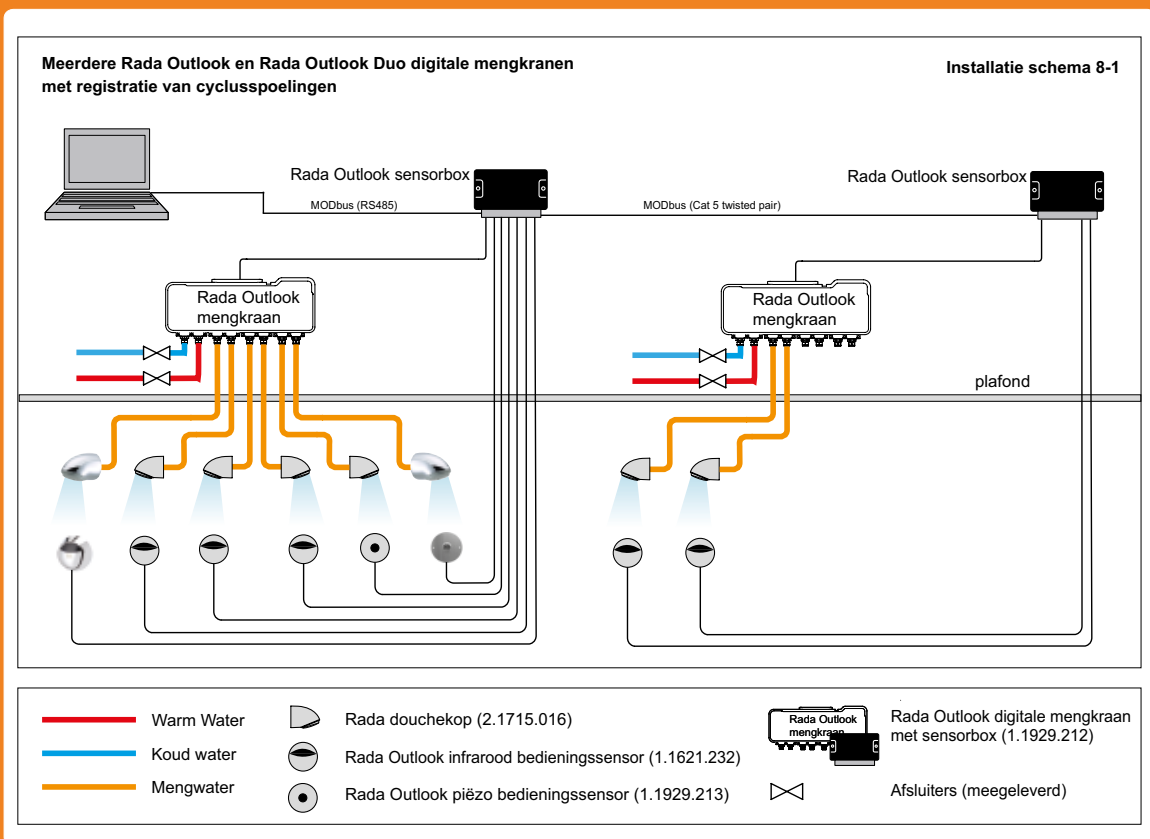 Meerdere Rada Outlook en Rada Outlook Duo digitale mengkranen
met registratie van cyclusspoelingen
Installatie schema 8-1
Rada Outlook sensorbox
Rada Outlook sensorbox
MODbus (RS485)
MODbus (Cat 5 twisted pair)
Rada Outlook
mengkraan
Rada Outlook
mengkraan
plafond
Warm Water
Koud water
Mengwater
Rada douchekop (2.1715.016)
Rada Outlook infrarood bedieningssensor (1.1621.232)
Rada Outlook piëzo bedieningssensor (1.1929.213)
Rada Outlook
mengkraan
Rada Outlook digitale mengkraan
met sensorbox (1.1929.212)
Afsluiters (meegeleverd)